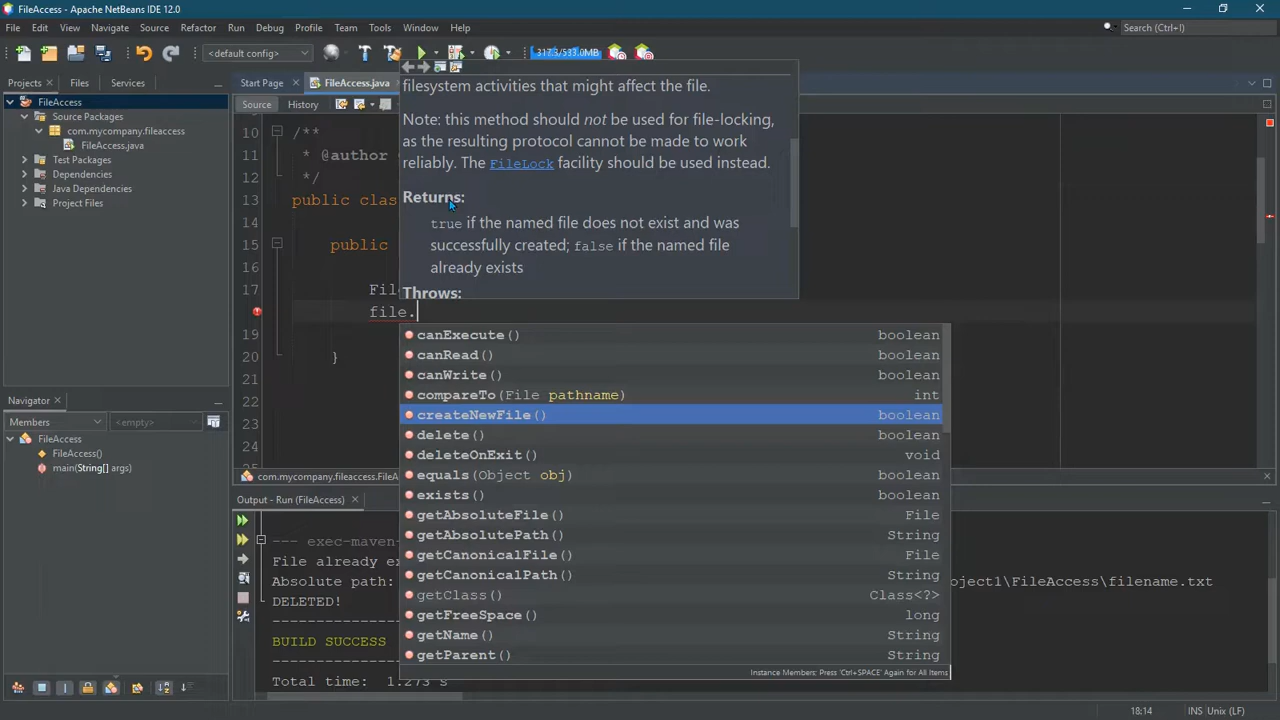 FileAccess - Apache NetBeans IDE 12.0
File Edit View Navigate Source Refactor Run Debug Profile Team Tools Window Help
Search (Ctrl+I)
<default config>
317.3/533.0MB
Projects Files Services
Start Page FileAccess.java
FileAccess
Source Packages
com.mycompany.fileaccess
FileAccess.java
Test Packages
Dependencies
Java Dependencies
Project Files
Navigator
Members <empty>
FileAccess
FileAccess()
main(String[] args)
Source History
10 /**
11 * @author
12 */
13 public clas
14
15 public
17 Fil
file.
19
20 }
21
23
24
25
filesystem activities that might affect the file.
Note: this method should not be used for file-locking,
as the resulting protocol cannot be made to work
reliably. The FileLock facility should be used instead.
Returns:
true if the named file does not exist and was
successfully created; false if the named file
already exists
Throws:
canExecute() boolean
canRead() boolean
canWrite() boolean
compareTo(File pathname) int
createNewFile() boolean
delete() boolean
deleteOnExit() void
equals(Object obj) boolean
exists() boolean
getAbsoluteFile() File
getAbsolutePath() String
getCanonicalFile() File
getCanonicalPath() String
getClass() Class<?>
getFreeSpace() long
getName() String
getParent() String
Instance Members: Press 'Ctrl+SPACE' Again for All Items
com.mycompany.fileaccess.FileA
Output - Run (FileAccess)
--- exec-maven-
File already ex
Absolute path: oject1\FileAccess\filename.txt
DELETED!
BUILD SUCCESS
Total time: 1.273 s
18:14 INS Unix (LF)